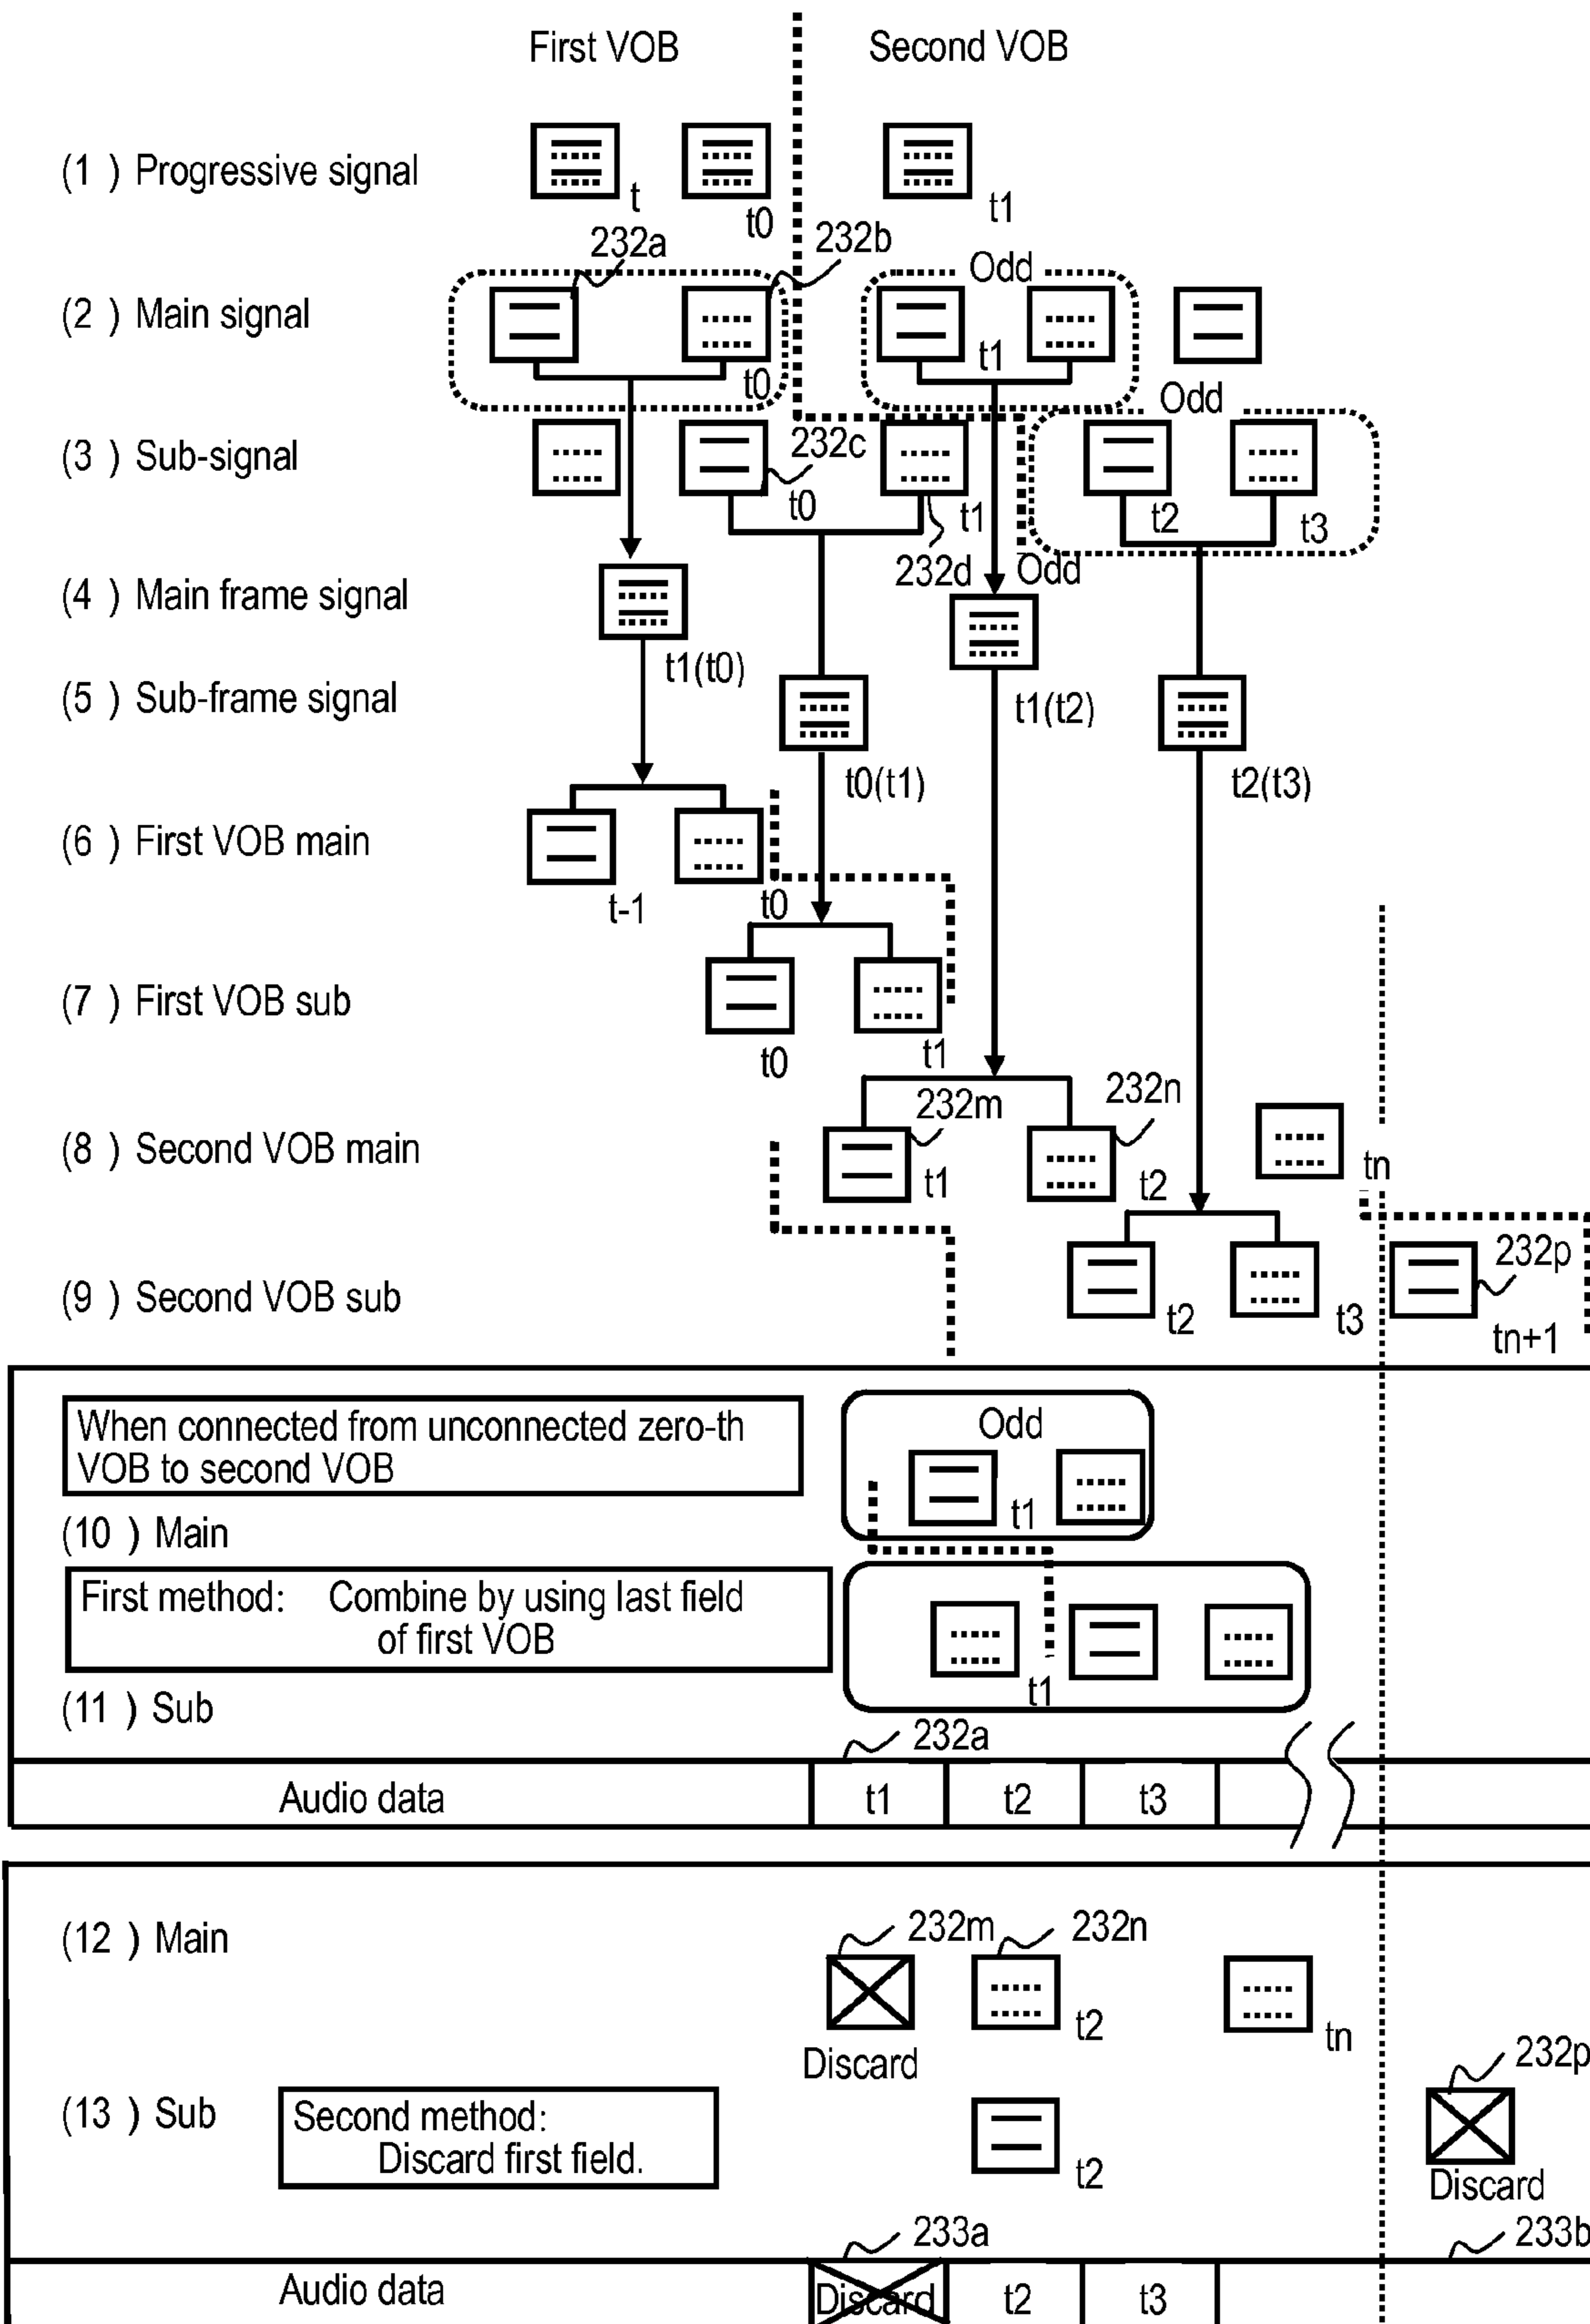 First VOB Second VOB
(1 ) Progressive signal
t t0 t1
232a 232b Odd
(2 ) Main signal
t0 t1
Odd
(3 ) Sub-signal
232c
t0 t1 t2 t3
232d Odd
(4 ) Main frame signal
t1(t0)
(5 ) Sub-frame signal
t1(t2)
t0(t1) t2(t3)
(6 ) First VOB main
t-1 t0
(7 ) First VOB sub
t0 t1
232m 232n
(8 ) Second VOB main
t1 t2 tn
232p
(9 ) Second VOB sub
t2 t3 tn+1
When connected from unconnected zero-th
VOB to second VOB
Odd
t1
(10 ) Main
First method: Combine by using last field
of first VOB
t1
(11 ) Sub
232a
Audio data t1 t2 t3
(12 ) Main
232m 232n
t2 tn
Discard
232p
(13 ) Sub
Second method:
Discard first field.
t2
Discard
233a 233b
Audio data Discard t2 t3